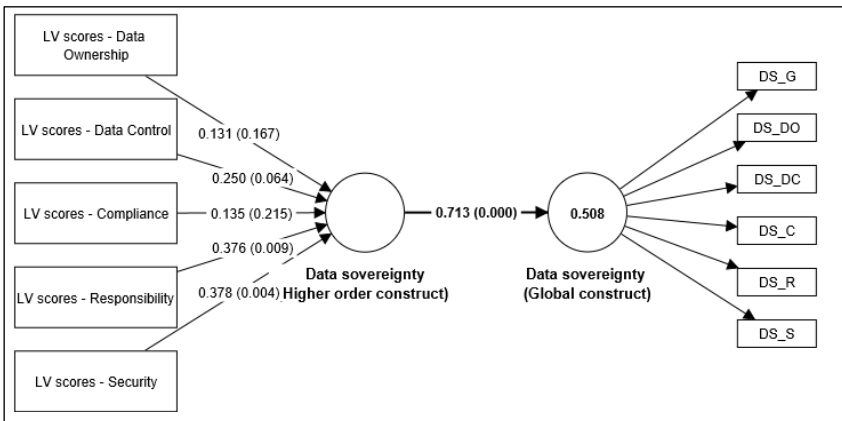 LV scores - Data
Ownership
LV scores - Data Control
LV scores - Compliance
LV scores - Responsibility
LV scores - Security
0.131 (0.167)
0.250 (0.064)
0.135 (0.215)
0.376 (0.009)
0.378 (0.004)
Data sovereignty
(Higher order construct)
0.713 (0.000)
0.508
Data sovereignty
(Global construct)
DS_G
DS_DO
DS_DC
DS_C
DS_R
DS_S